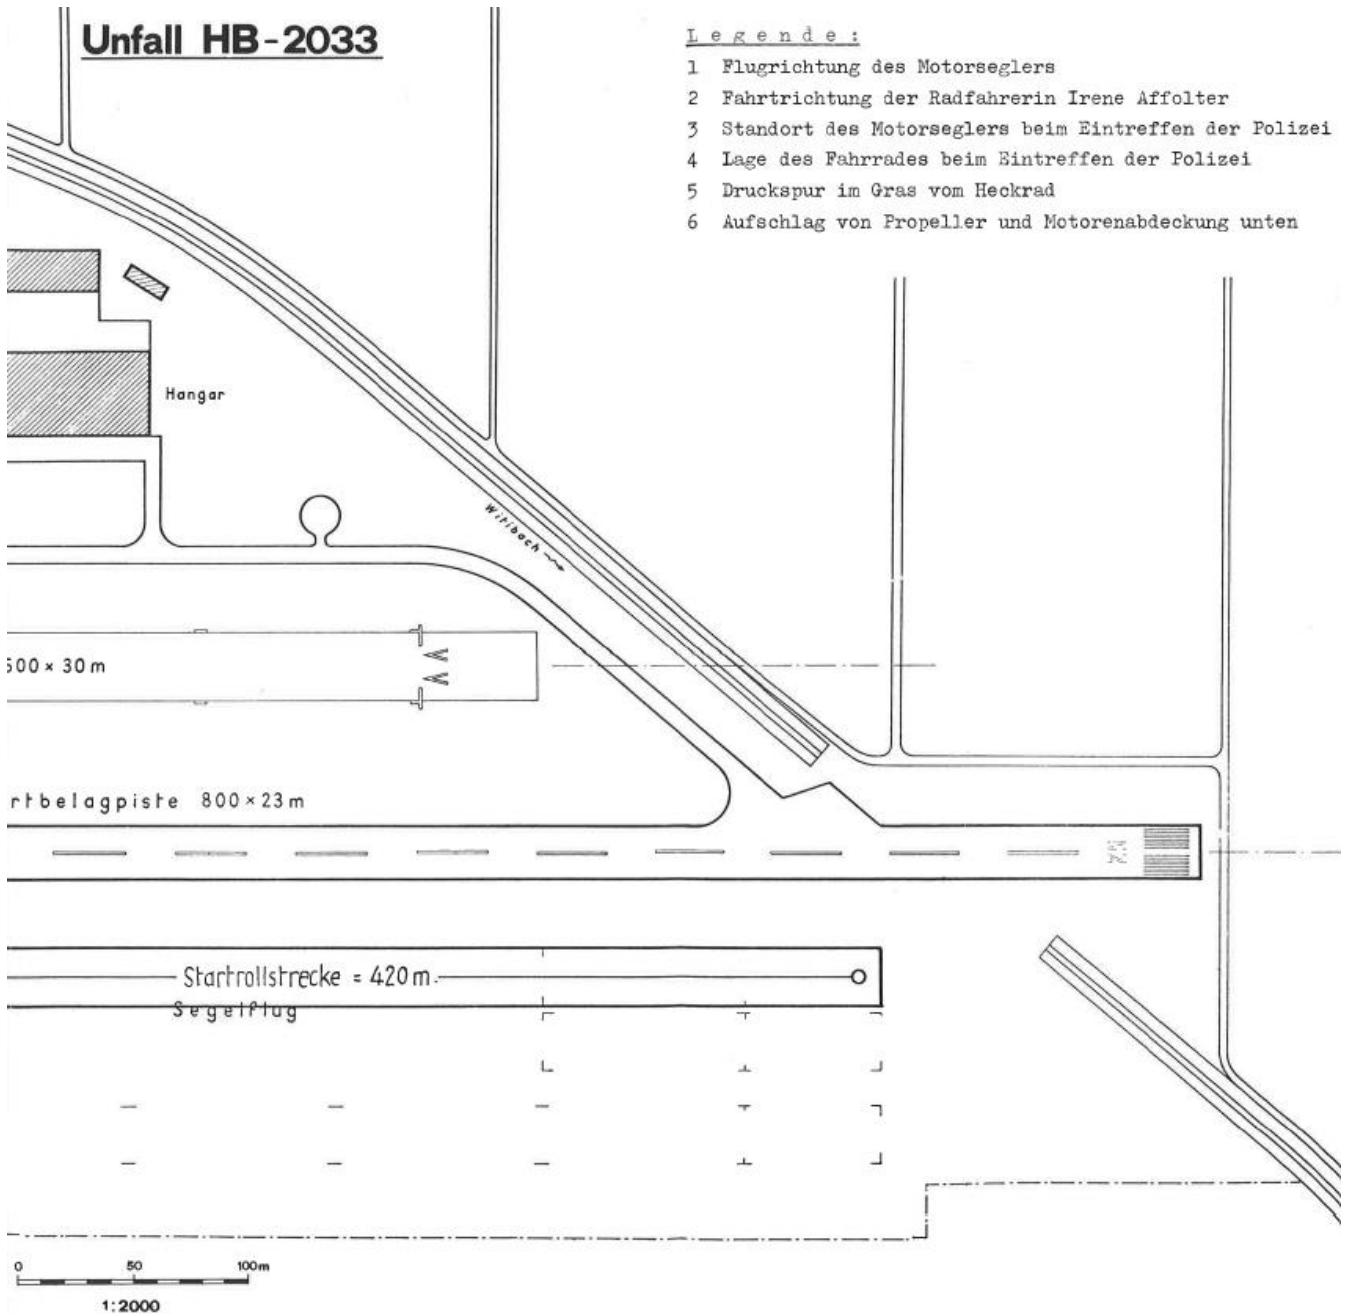 Unfall HB-2033
Legende:
1 Flugrichtung des Motorseglers
2 Fahrtrichtung der Radfahrerin Irene Affolter
3 Standort des Motorseglers beim Eintreffen der Polizei
4 Lage des Fahrrades beim Eintreffen der Polizei
5 Druckspur im Gras vom Heckrad
6 Aufschlag von Propeller und Motorenabdeckung unten
Hangar
Witibach
500 × 30 m
rtbelagpiste 800 × 23 m
Startrollstrecke = 420 m.
Segelflug
0 50 100m
1:2000